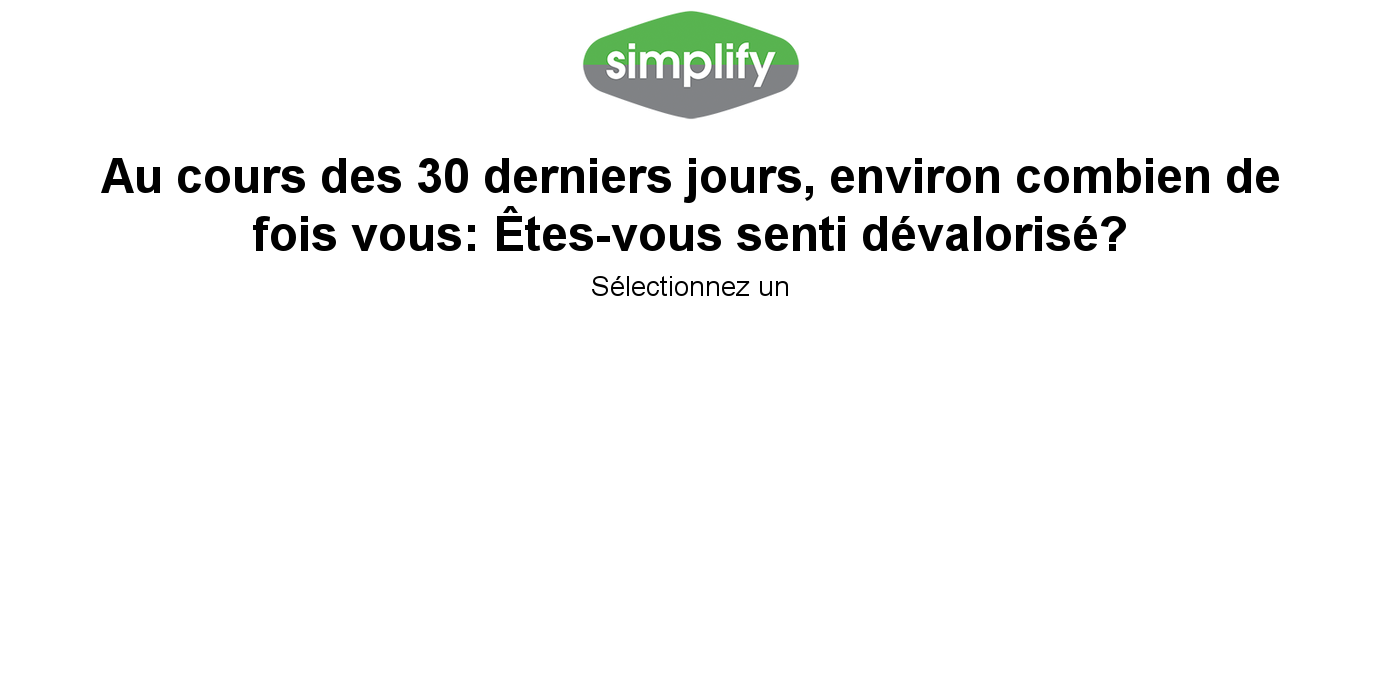 simplify
Au cours des 30 derniers jours, environ combien de
fois vous: Êtes-vous senti dévalorisé?
Sélectionnez un